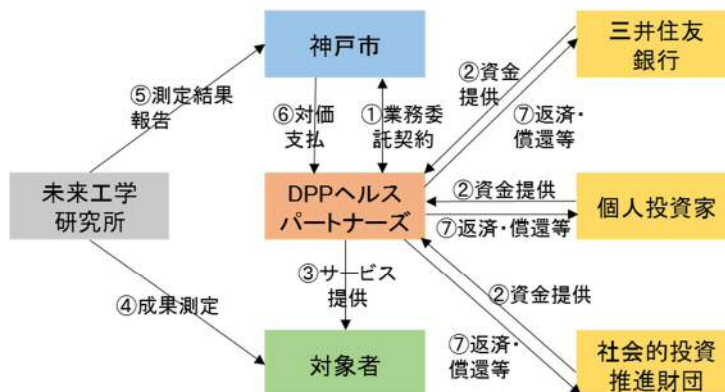 神戸市
三井住友
銀行
②資金
提供
⑤測定結果
報告
⑥対価
支払
①業務委
託契約
⑦返済・
償還等
未来工学
研究所
DPPヘルス
パートナーズ
②資金提供
⑦返済・償還等
個人投資家
③サービス
提供
④成果測定
②資金提供
対象者
⑦返済・
償還等
社会的投資
推進財団